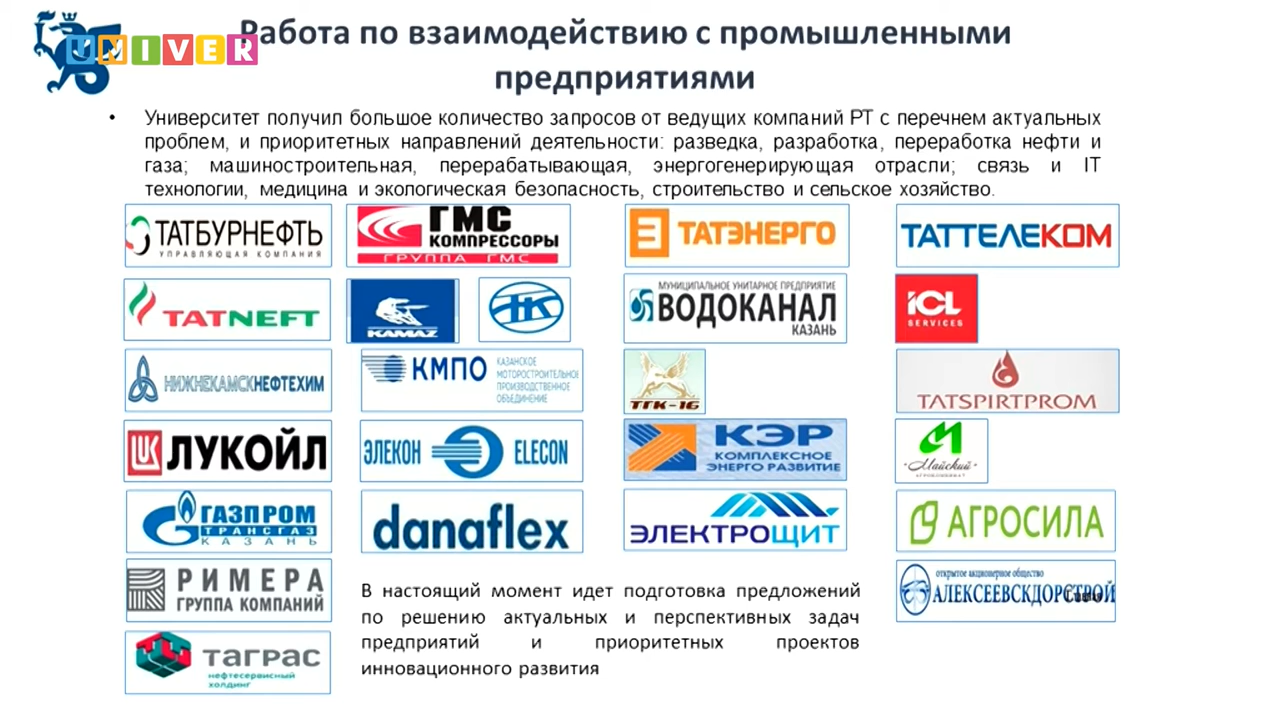 UNIVER
Работа по взаимодействию с промышленными
предприятиями
• Университет получил большое количество запросов от ведущих компаний РТ с перечнем актуальных
проблем, и приоритетных направлений деятельности: разведка, разработка, переработка нефти и
газа; машиностроительная, перерабатывающая, энергогенерирующая отрасли; связь и IT
технологии, медицина и экологическая безопасность, строительство и сельское хозяйство.
ТАТБУРНЕФТЬ
УПРАВЛЯЮЩАЯ КОМПАНИЯ
ГМС
КОМПРЕССОРЫ
ГРУППА ГМС
ТАТЭНЕРГО
ТАТТЕЛЕКОМ
TATNEFT
KAMAZ
МУНИЦИПАЛЬНОЕ УНИТАРНОЕ ПРЕДПРИЯТИЕ
ВОДОКАНАЛ
КАЗАНЬ
ICL
SERVICES
НИЖНЕКАМСКНЕФТЕХИМ
КМПО
КАЗАНСКОЕ
МОТОРОСТРОИТЕЛЬНОЕ
ПРОИЗВОДСТВЕННОЕ
ОБЪЕДИНЕНИЕ
ТГК-16
TATSPIRTPROM
ЛУКОЙЛ
ЭЛЕКОН
ELECON
КЭР
КОМПЛЕКСНОЕ
ЭНЕРГО РАЗВИТИЕ
Майский
АГРОКОМБИНАТ
ГАЗПРОМ
ТРАНСГАЗ
КАЗАНЬ
danaflex
ЭЛЕКТРОЩИТ
АГРОСИЛА
РИМЕРА
ГРУППА КОМПАНИЙ
открытое акционерное общество
АЛЕКСЕЕВСКДОРСТРОЙ
ТАГРАС
нефтесервисный
холдинг
В настоящий момент идет подготовка предложений
по решению актуальных и перспективных задач
предприятий и приоритетных проектов
инновационного развития